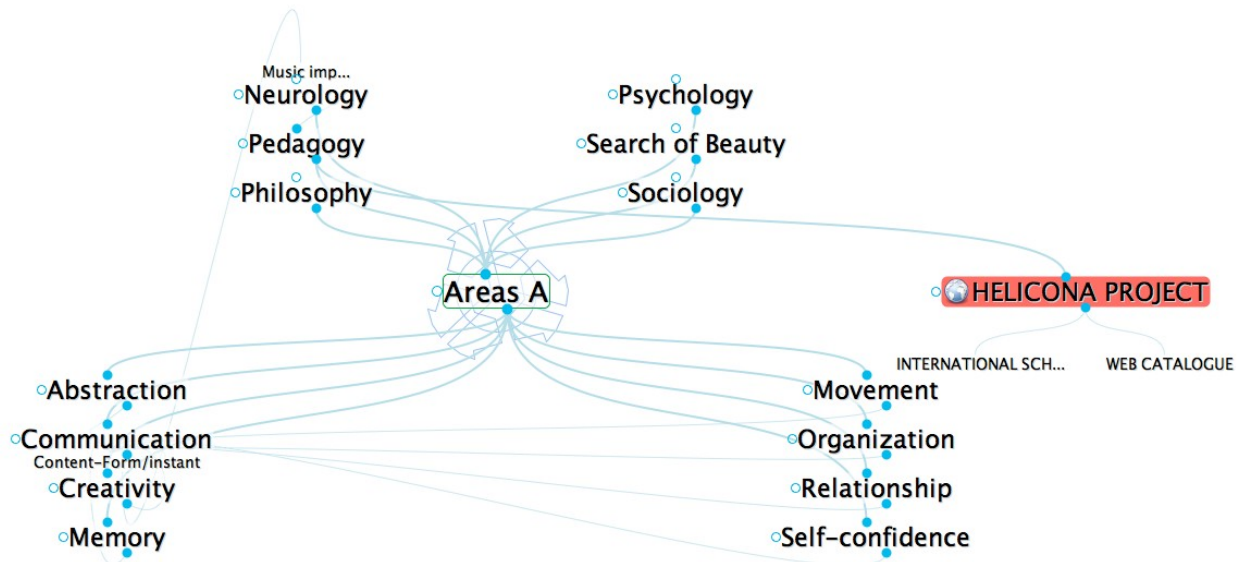 Music imp...
Neurology
Psychology
Pedagogy
Search of Beauty
Philosophy
Sociology
Areas A
HELICONA PROJECT
INTERNATIONAL SCH...
WEB CATALOGUE
Abstraction
Movement
Communication
Organization
Content-Form/instant
Creativity
Relationship
Memory
Self-confidence